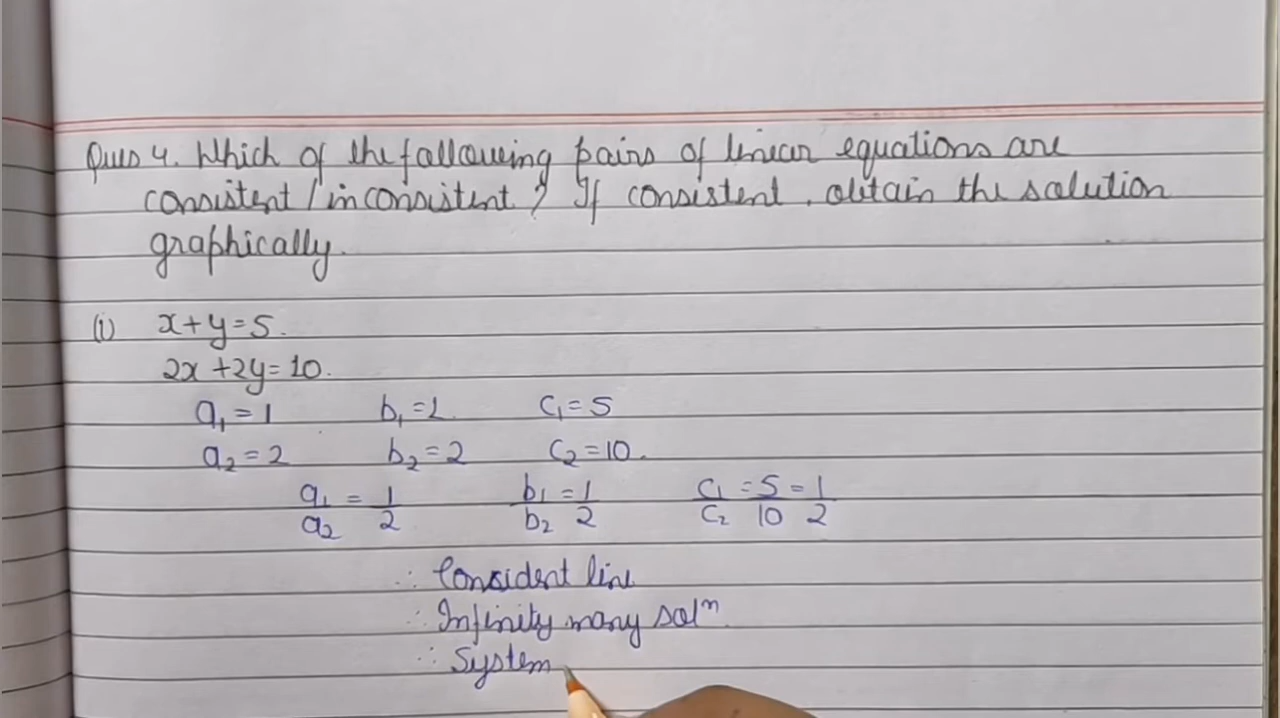 Ques 4. Which of the following pairs of linear equations are
consistent / inconsistent? If consistent, obtain the solution
graphically.
(i) x+y=5.
2x+2y=10.
a₁=1 b₁=1 c₁=5
a₂=2 b₂=2 c₂=10.
a₁/a₂ = 1/2 b₁/b₂ = 1/2 c₁/c₂ = 5/10 = 1/2
∴ Consident line
∴ Infinity many solⁿ.
∴ System